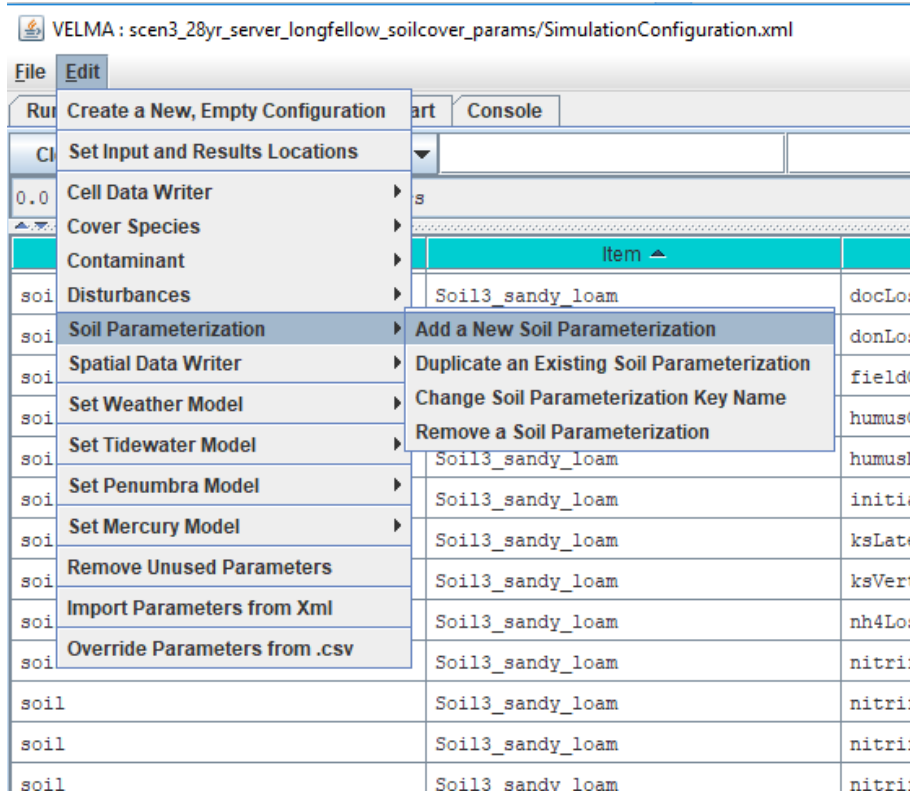 VELMA : scen3_28yr_server_longfellow_soilcover_params/SimulationConfiguration.xml
File Edit
Create a New, Empty Configuration
Console
Set Input and Results Locations
0.0
Cell Data Writer
Cover Species
Item
Contaminant
Disturbances
Soil3_sandy_loam
Soil Parameterization
Add a New Soil Parameterization
Spatial Data Writer
Duplicate an Existing Soil Parameterization
Set Weather Model
Change Soil Parameterization Key Name
Set Tidewater Model
Remove a Soil Parameterization
Soil3_sandy_loam
Set Penumbra Model
Soil3_sandy_loam
Set Mercury Model
Soil3_sandy_loam
Remove Unused Parameters
Soil3_sandy_loam
Import Parameters from Xml
Soil3_sandy_loam
Override Parameters from .csv
Soil3_sandy_loam
soil Soil3_sandy_loam
soil Soil3_sandy_loam
soil Soil3_sandy_loam